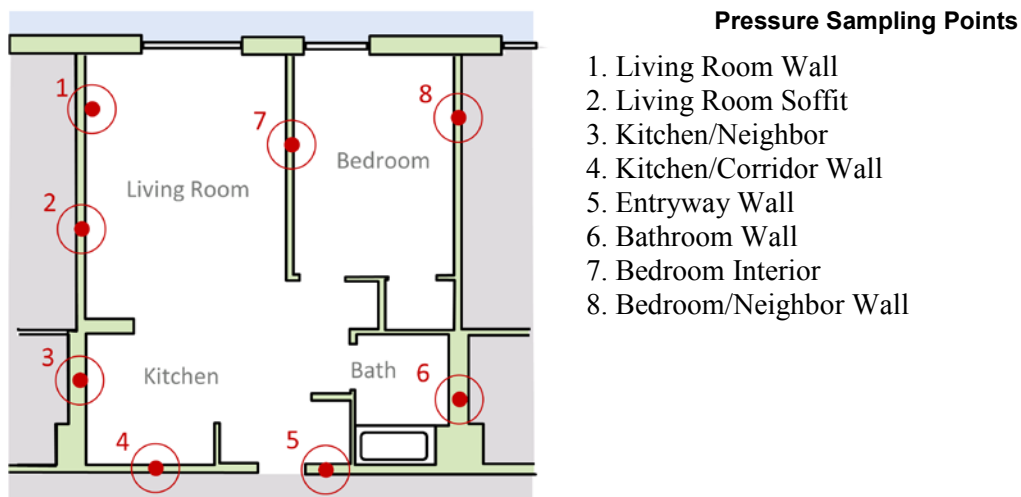 Pressure Sampling Points
1. Living Room Wall
2. Living Room Soffit
3. Kitchen/Neighbor
4. Kitchen/Corridor Wall
5. Entryway Wall
6. Bathroom Wall
7. Bedroom Interior
8. Bedroom/Neighbor Wall
1
8
7
Bedroom
Living Room
2
3
Kitchen
Bath
6
4
5